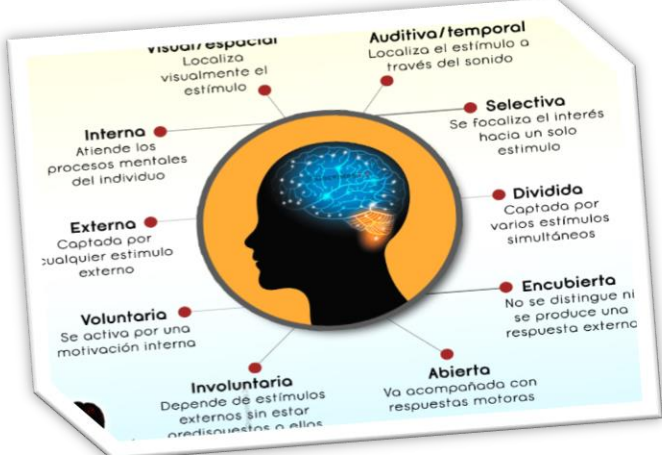 Visual/espacial
Localiza
visualmente el
estímulo
Auditiva/temporal
Localiza el estímulo a
través del sonido
Interna
Atiende los
procesos mentales
del individuo
Selectiva
Se focaliza el interés
hacia un solo
estimulo
Externa
Captada por
cualquier estimulo
externo
Dividida
Captada por
varios estímulos
simultáneos
Voluntaria
Se activa por una
motivación interna
Encubierta
No se distingue ni
se produce una
respuesta externa
Involuntaria
Depende de estímulos
externos sin estar
predispuestos a ellos
Abierta
Va acompañada con
respuestas motoras